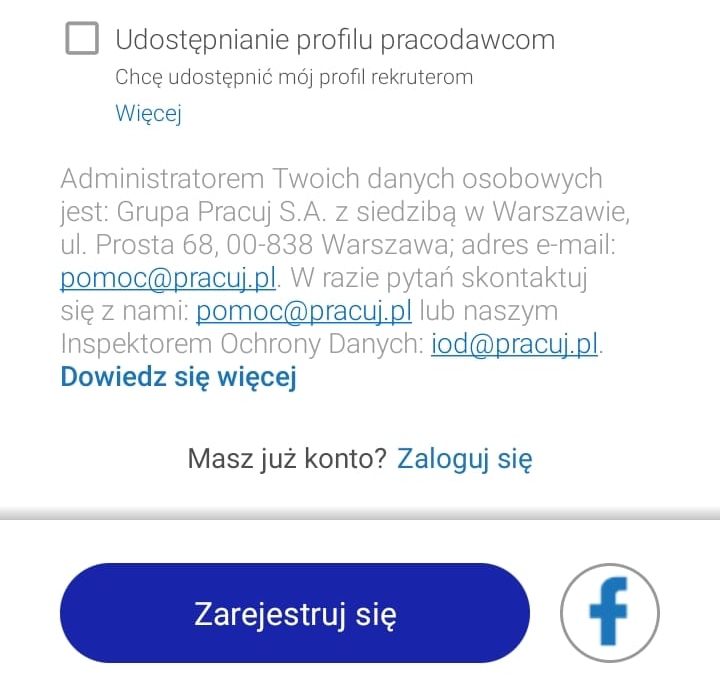 Udostępnianie profilu pracodawcom
Chcę udostępnić mój profil rekruterom
Więcej
Administratorem Twoich danych osobowych
jest: Grupa Pracuj S.A. z siedzibą w Warszawie,
ul. Prosta 68, 00-838 Warszawa; adres e-mail:
pomoc@pracuj.pl. W razie pytań skontaktuj
się z nami: pomoc@pracuj.pl lub naszym
Inspektorem Ochrony Danych: iod@pracuj.pl.
Dowiedz się więcej
Masz już konto? Zaloguj się
Zarejestruj się